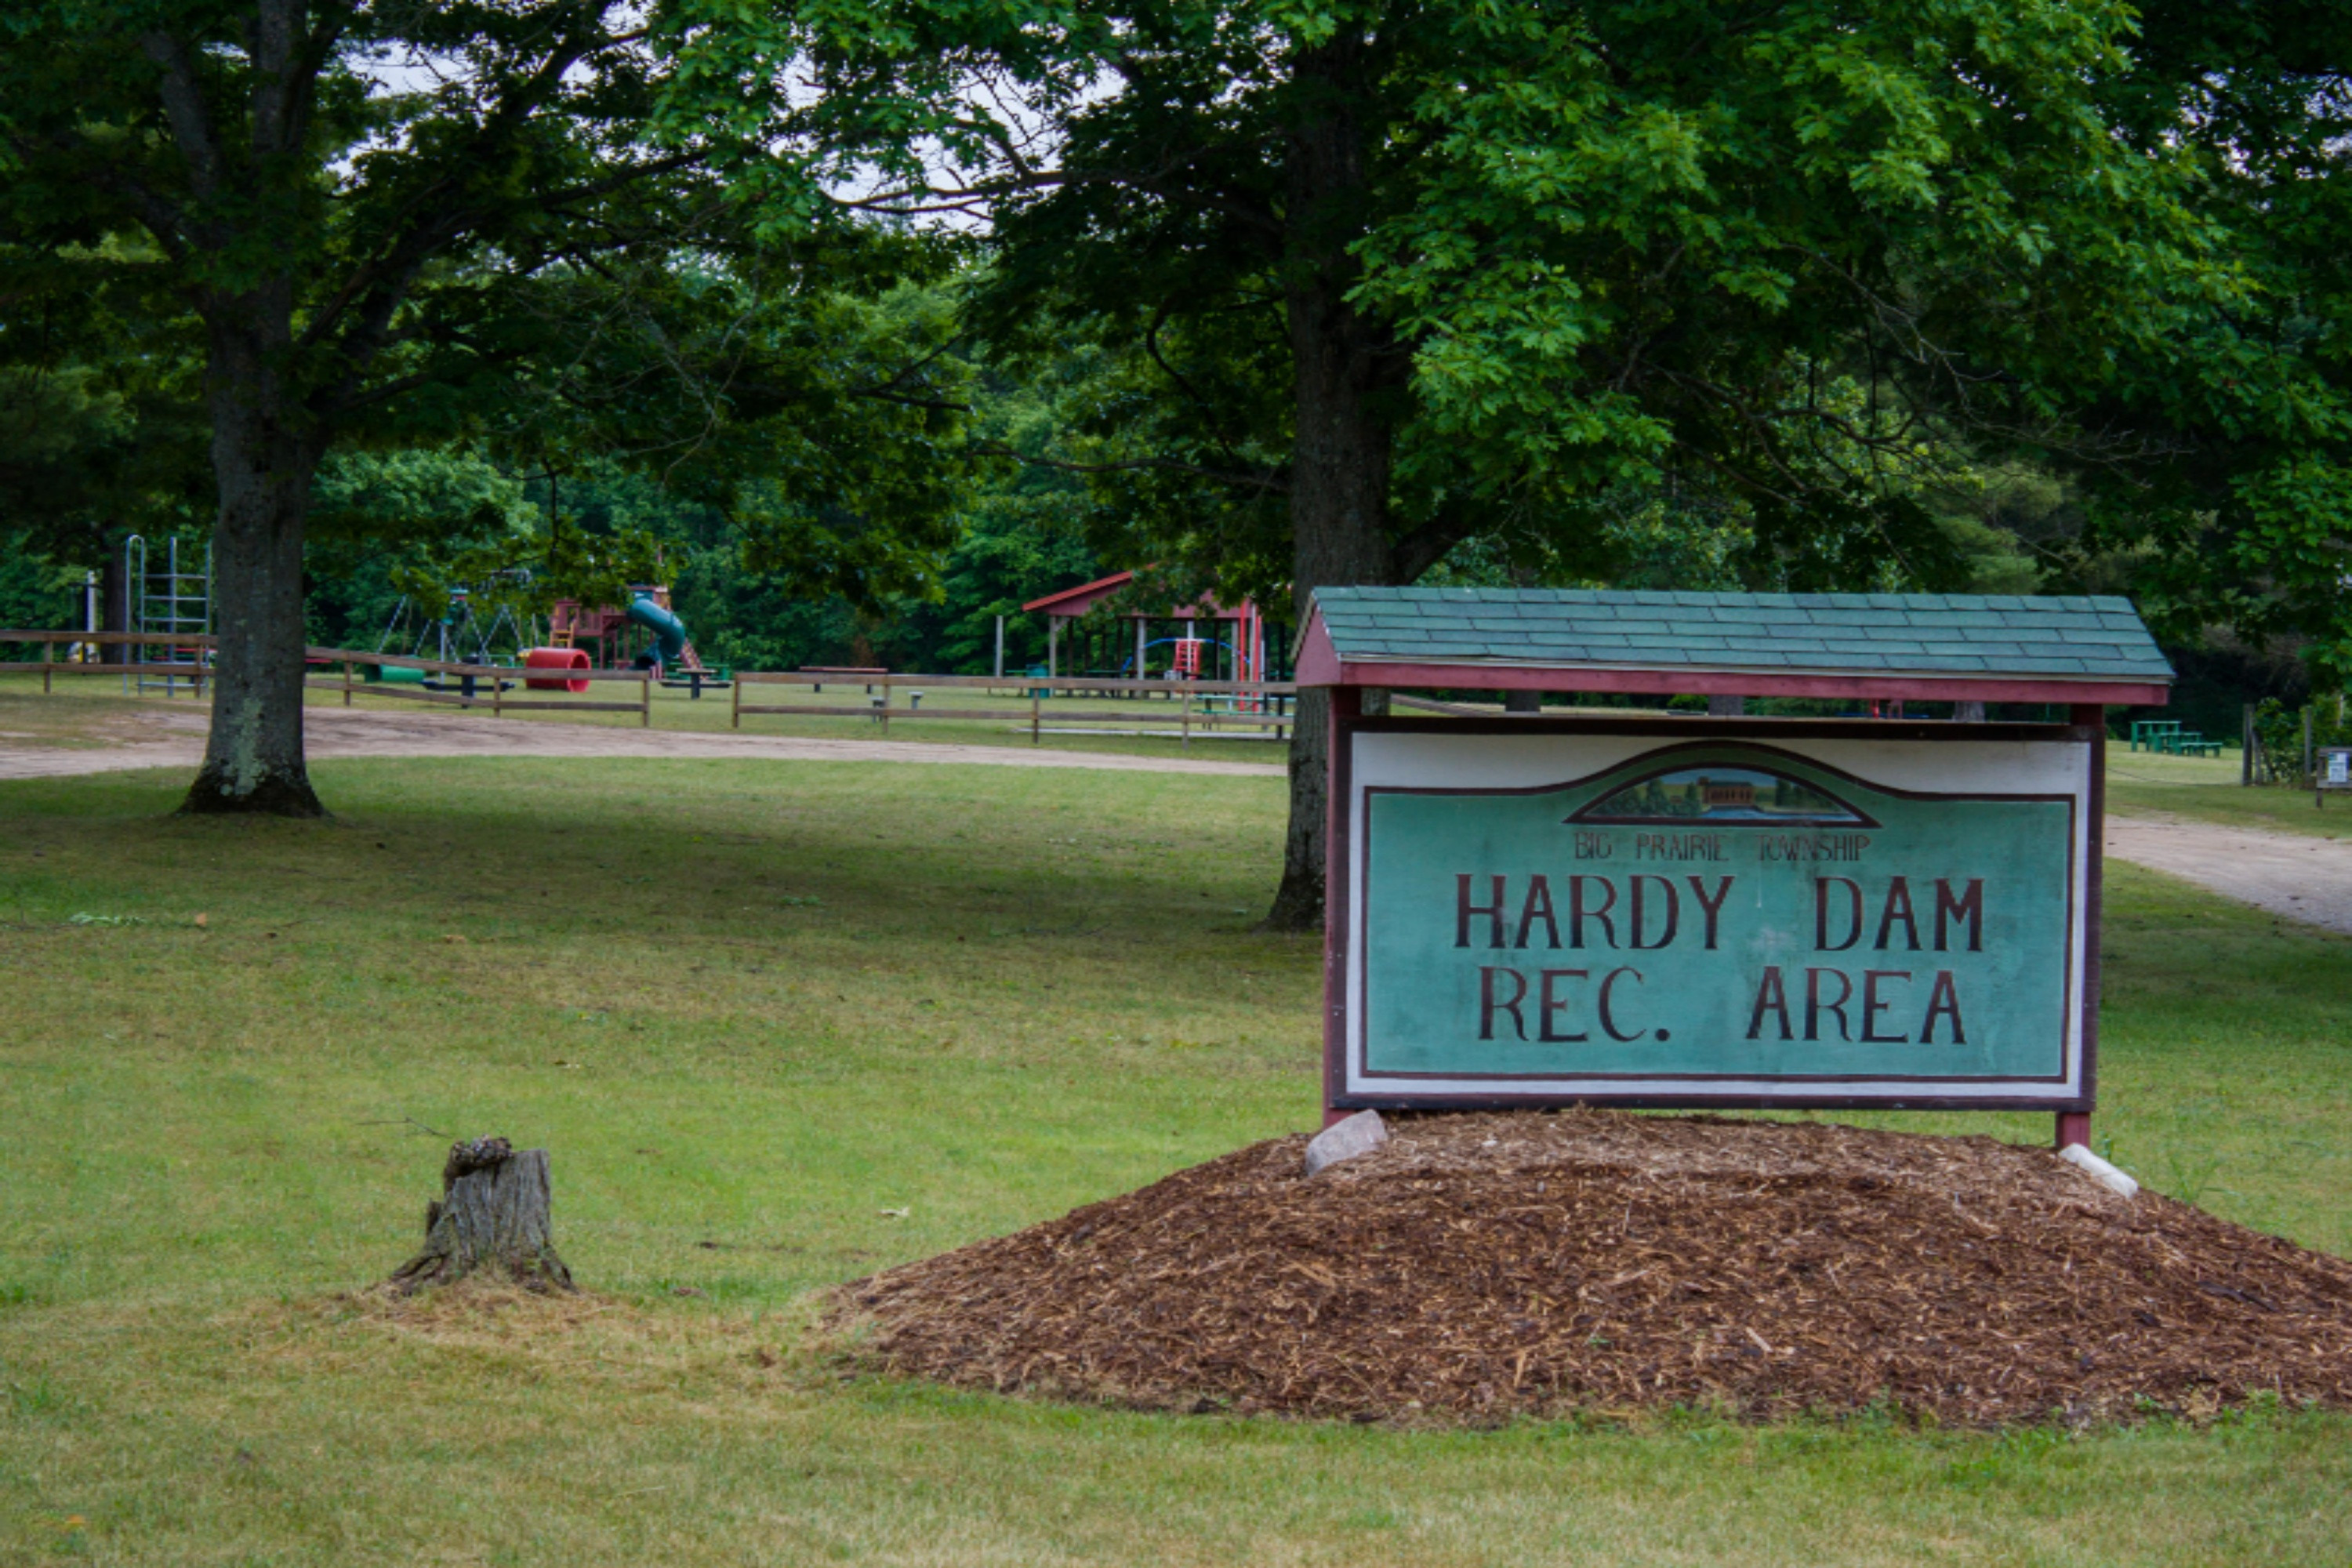 BIG PRAIRIE TOWNSHIP
HARDY DAM
REC. AREA